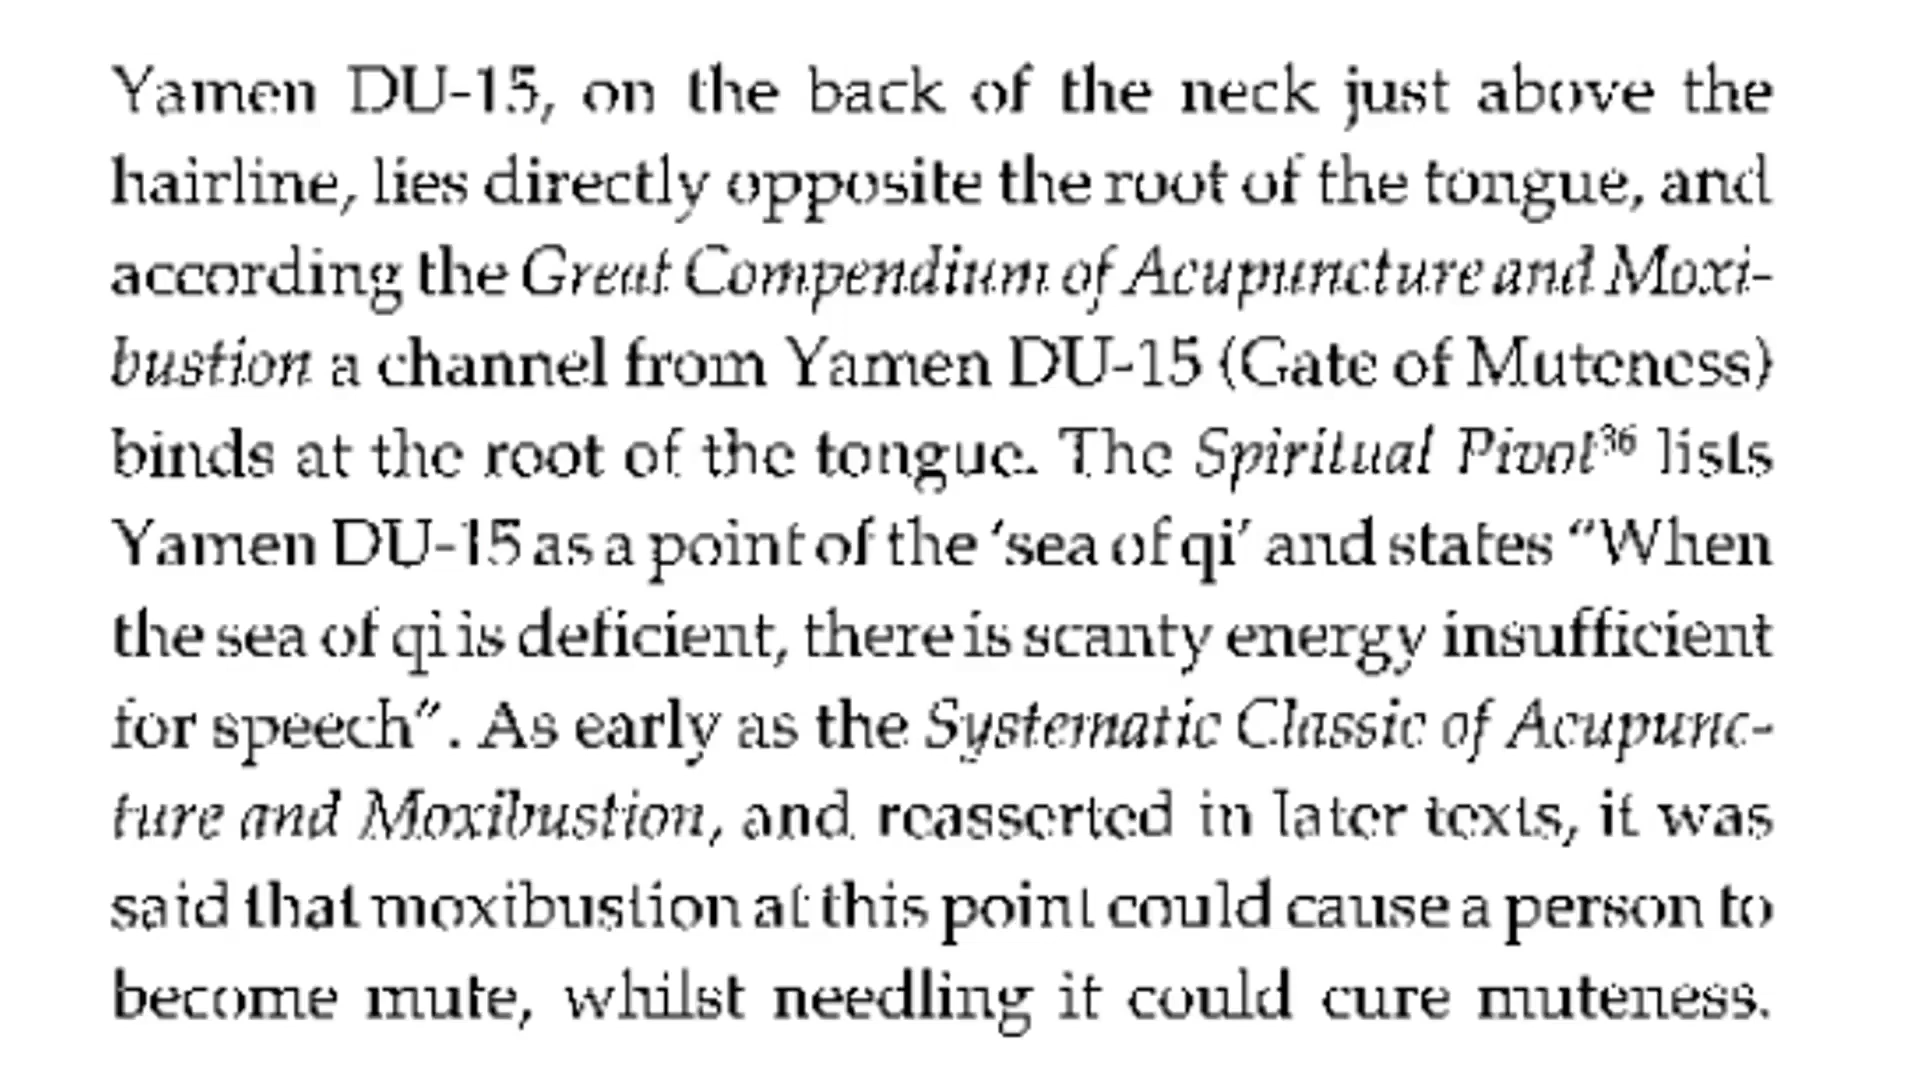 Yamen DU-15, on the back of the neck just above the
hairline, lies directly opposite the root of the tongue, and
according the Great Compendium of Acupuncture and Moxi-
bustion a channel from Yamen DU-15 (Gate of Muteness)
binds at the root of the tongue. The Spiritual Pivot³⁶ lists
Yamen DU-15 as a point of the ‘sea of qi’ and states “When
the sea of qi is deficient, there is scanty energy insufficient
for speech”. As early as the Systematic Classic of Acupunc-
ture and Moxibustion, and reasserted in later texts, it was
said that moxibustion at this point could cause a person to
become mute, whilst needling it could cure muteness.